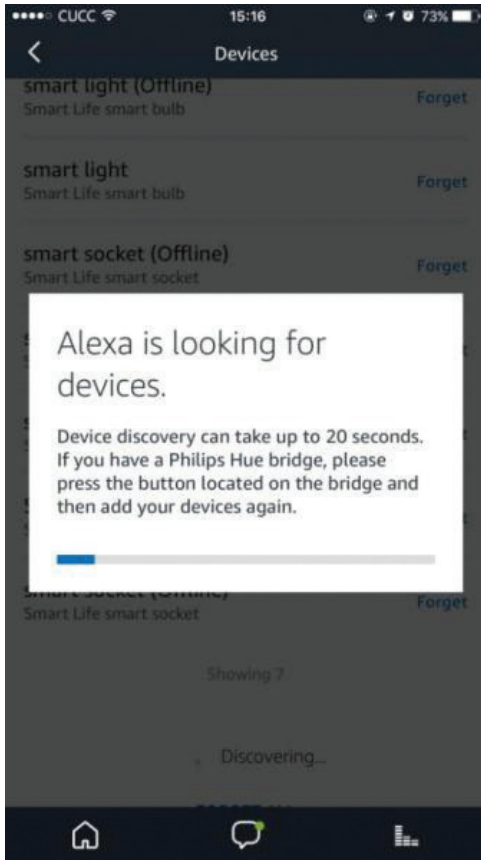 CUCC 15:16 73%
Devices
smart light (Offline)
Forget
Smart Life smart bulb
smart light
Forget
Smart Life smart bulb
smart socket (Offline)
Forget
Smart Life smart socket
Alexa is looking for
devices.
Device discovery can take up to 20 seconds.
If you have a Philips Hue bridge, please
press the button located on the bridge and
then add your devices again.
smart socket (Offline)
Forget
Smart Life smart socket
Showing 7
Discovering...